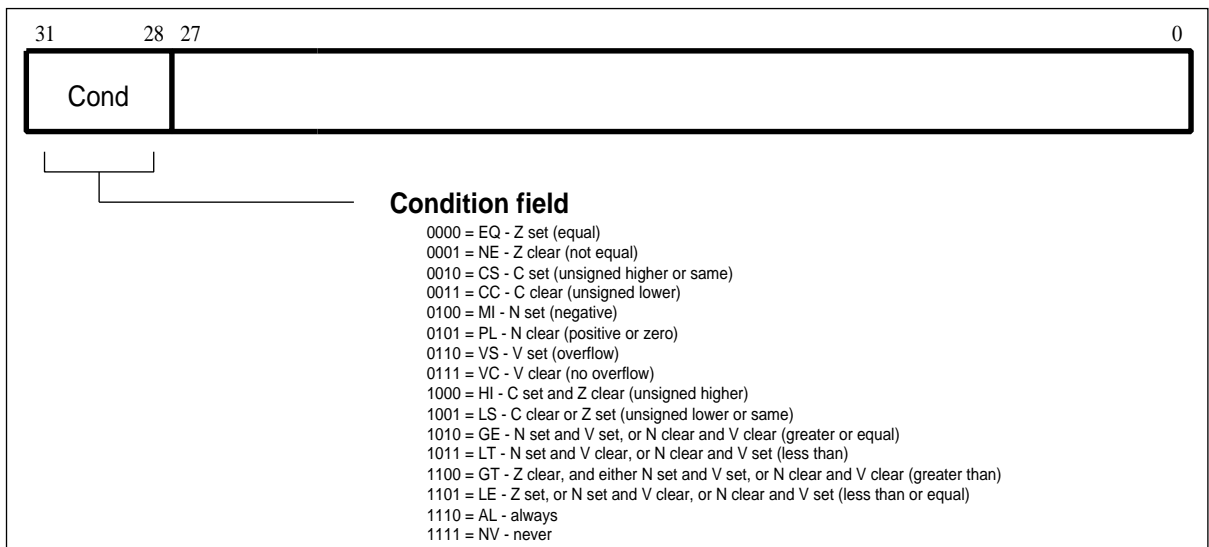 31 28 27 0
Cond
Condition field
0000 = EQ - Z set (equal)
0001 = NE - Z clear (not equal)
0010 = CS - C set (unsigned higher or same)
0011 = CC - C clear (unsigned lower)
0100 = MI - N set (negative)
0101 = PL - N clear (positive or zero)
0110 = VS - V set (overflow)
0111 = VC - V clear (no overflow)
1000 = HI - C set and Z clear (unsigned higher)
1001 = LS - C clear or Z set (unsigned lower or same)
1010 = GE - N set and V set, or N clear and V clear (greater or equal)
1011 = LT - N set and V clear, or N clear and V set (less than)
1100 = GT - Z clear, and either N set and V set, or N clear and V clear (greater than)
1101 = LE - Z set, or N set and V clear, or N clear and V set (less than or equal)
1110 = AL - always
1111 = NV - never